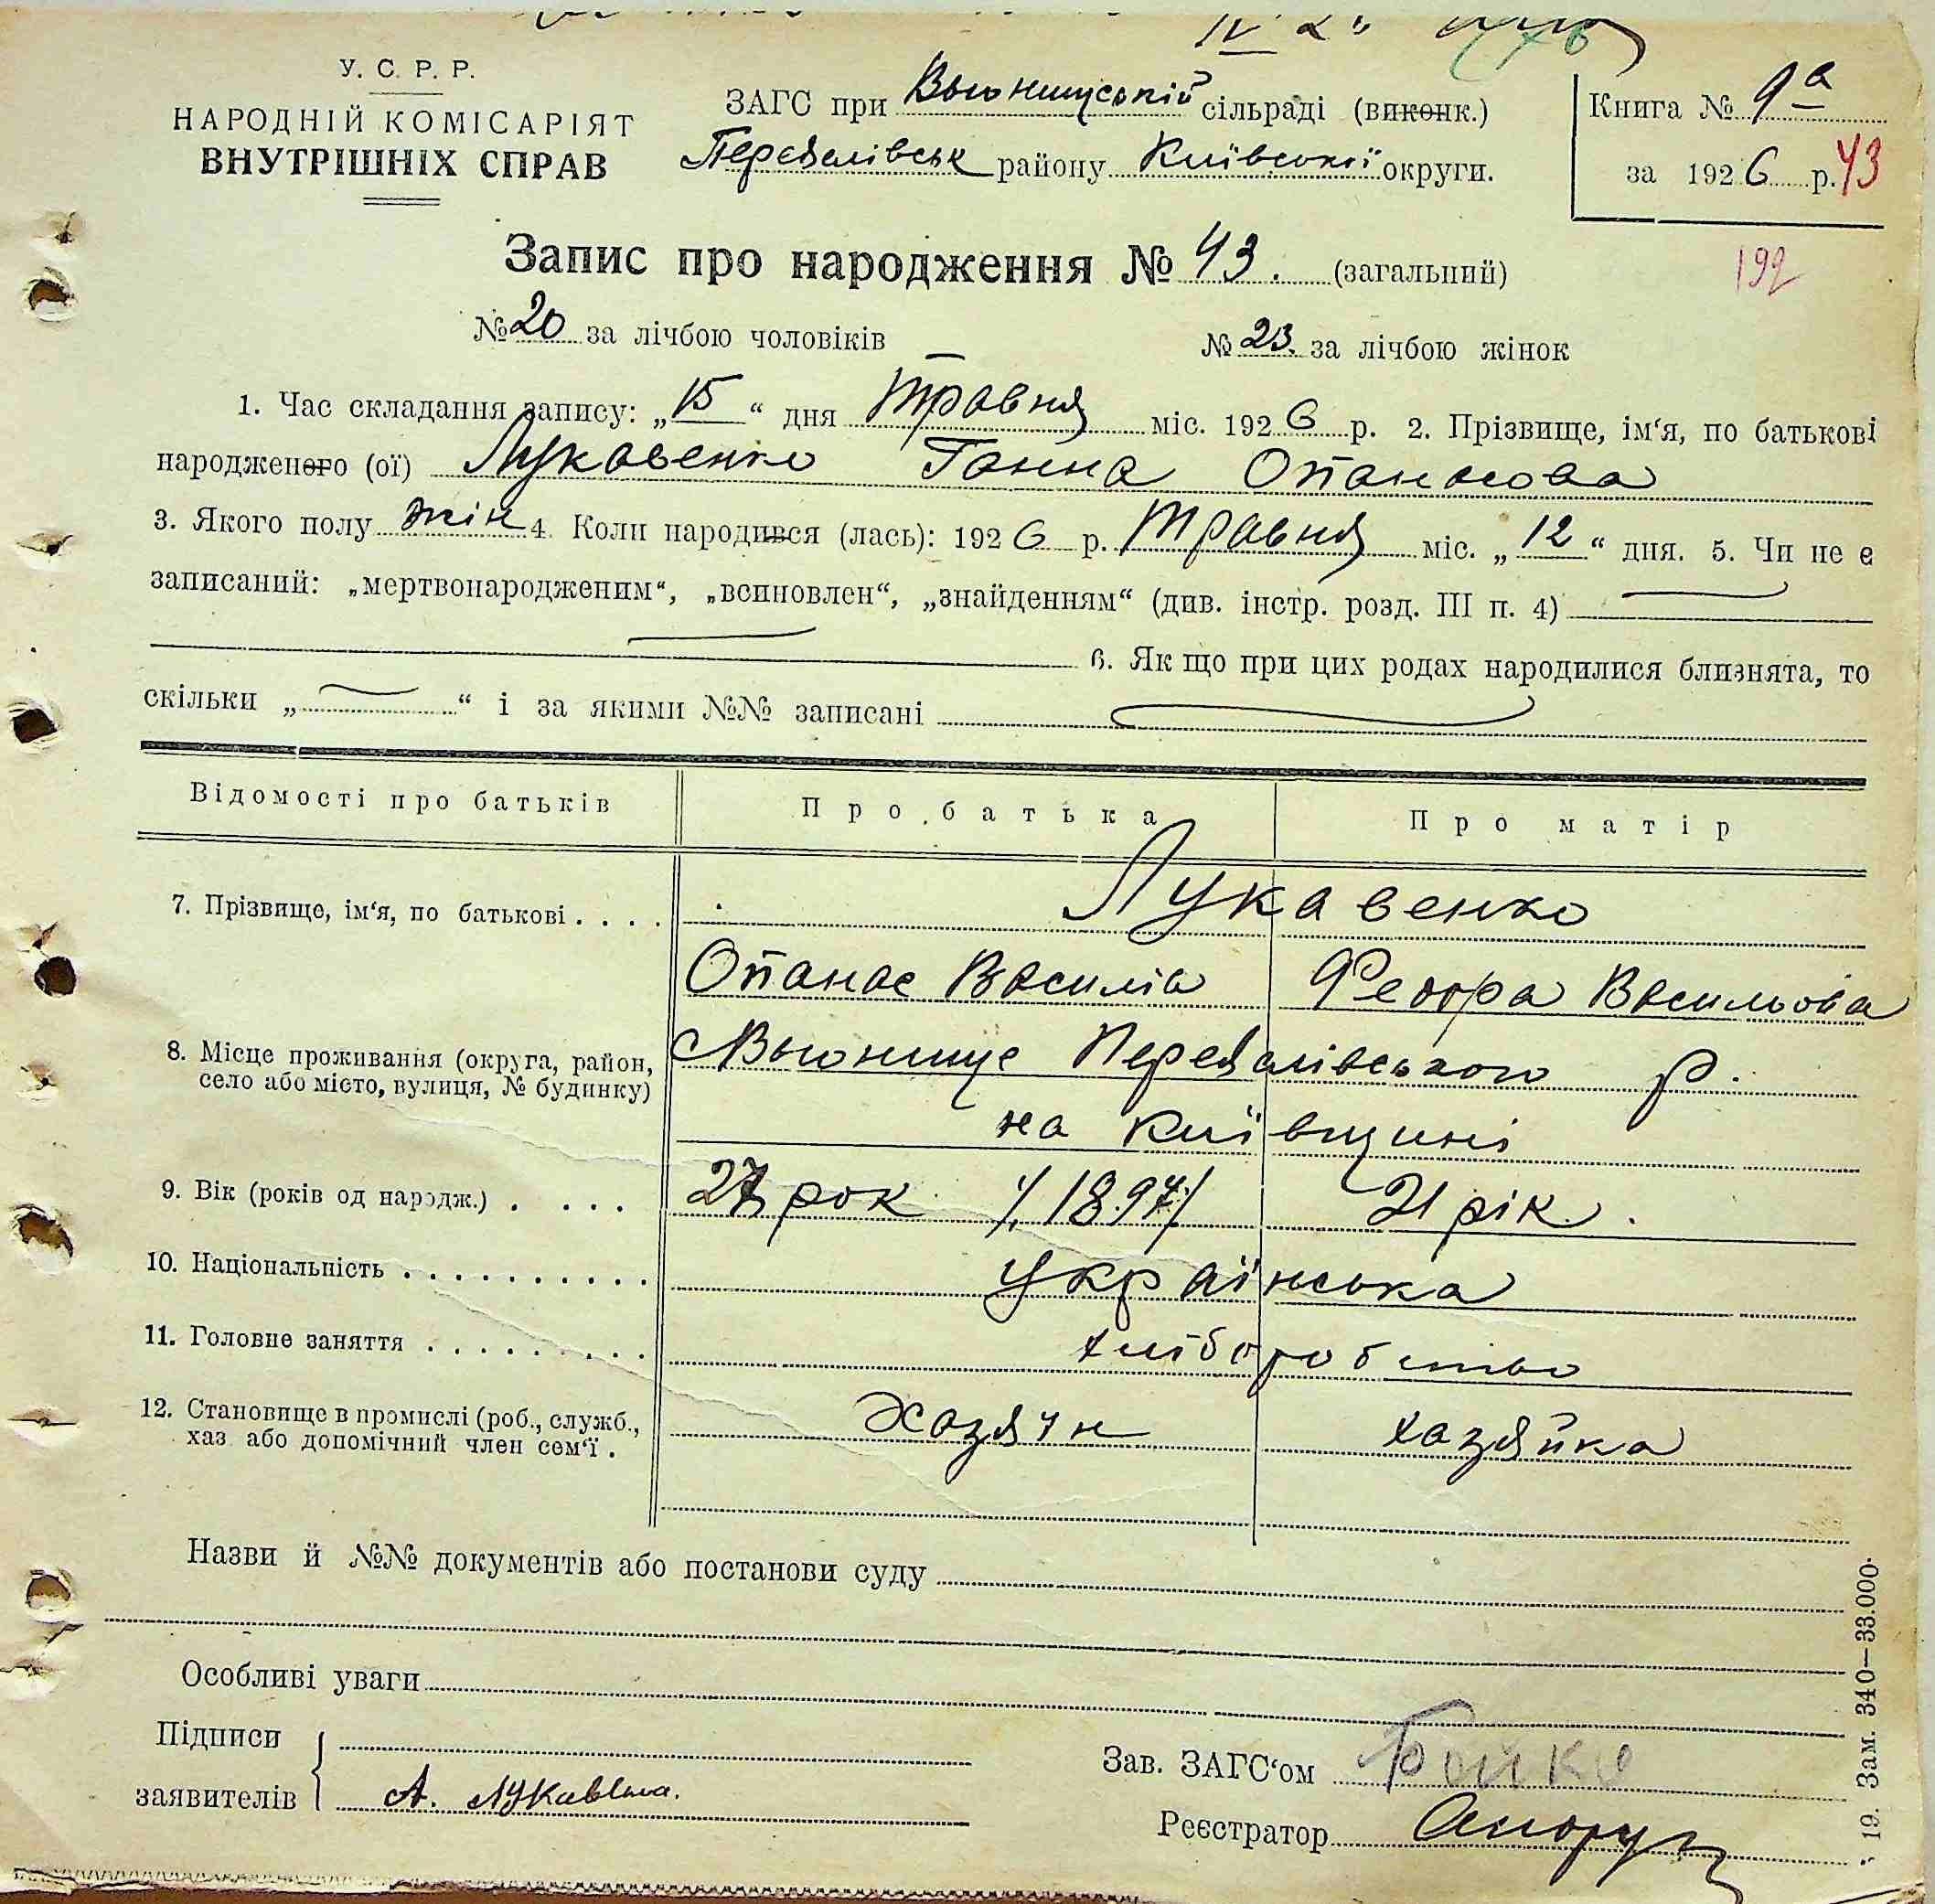 IV 2"
У. С. Р. Р.
НАРОДНІЙ КОМІСАРІЯТ
ВНУТРІШНІХ СПРАВ
ЗАГС при Вьюнищуській сільраді (виконк.)
Переяслівськ району Київської округи.
Книга № 9а
за 1926 р. 43
192
Запис про народження № 43. (загальний)
№ 20 за лічбою чоловіків № 23. за лічбою жінок
1. Час складання запису: „15“ дня Травня міс. 1926 р. 2. Прізвище, ім‘я, по батькові
народженого (ої) Лукавенко Ганна Опанасова
3. Якого полу жін 4. Коли народився (лась): 1926 р. Травня міс. „12“ дня. 5. Чи не є
записаний: „мертвонародженим“, „всиновлен“, „знайденням“ (див. інстр. розд. III п. 4)
6. Як що при цих родах народилися близнята, то
скільки „ “ і за якими №№ записані
Відомості про батьків Про батька Про матір
7. Прізвище, ім‘я, по батькові . . . . Лукавенко
Опанас Василів Федора Васильова
8. Місце проживання (округа, район,
село або місто, вулиця, № будинку)
Вьюнище Переяслівського р.
на Київщині
9. Вік (років од народж.) . . . . 27 рок /1897/ 21 рік.
10. Національність . . . . . . . . . . Українська
11. Головне заняття . . . . . . . . . хліборобство
12. Становище в промислі (роб., служб.,
хаз. або допомічний член сем‘ї .
Хазяїн хазяйка
Назви й №№ документів або постанови суду
Особливі уваги
Підписи
заявителів А.
Зав. ЗАГС‘ом Бойко
Реєстратор
19. Зам. 340—33.000.